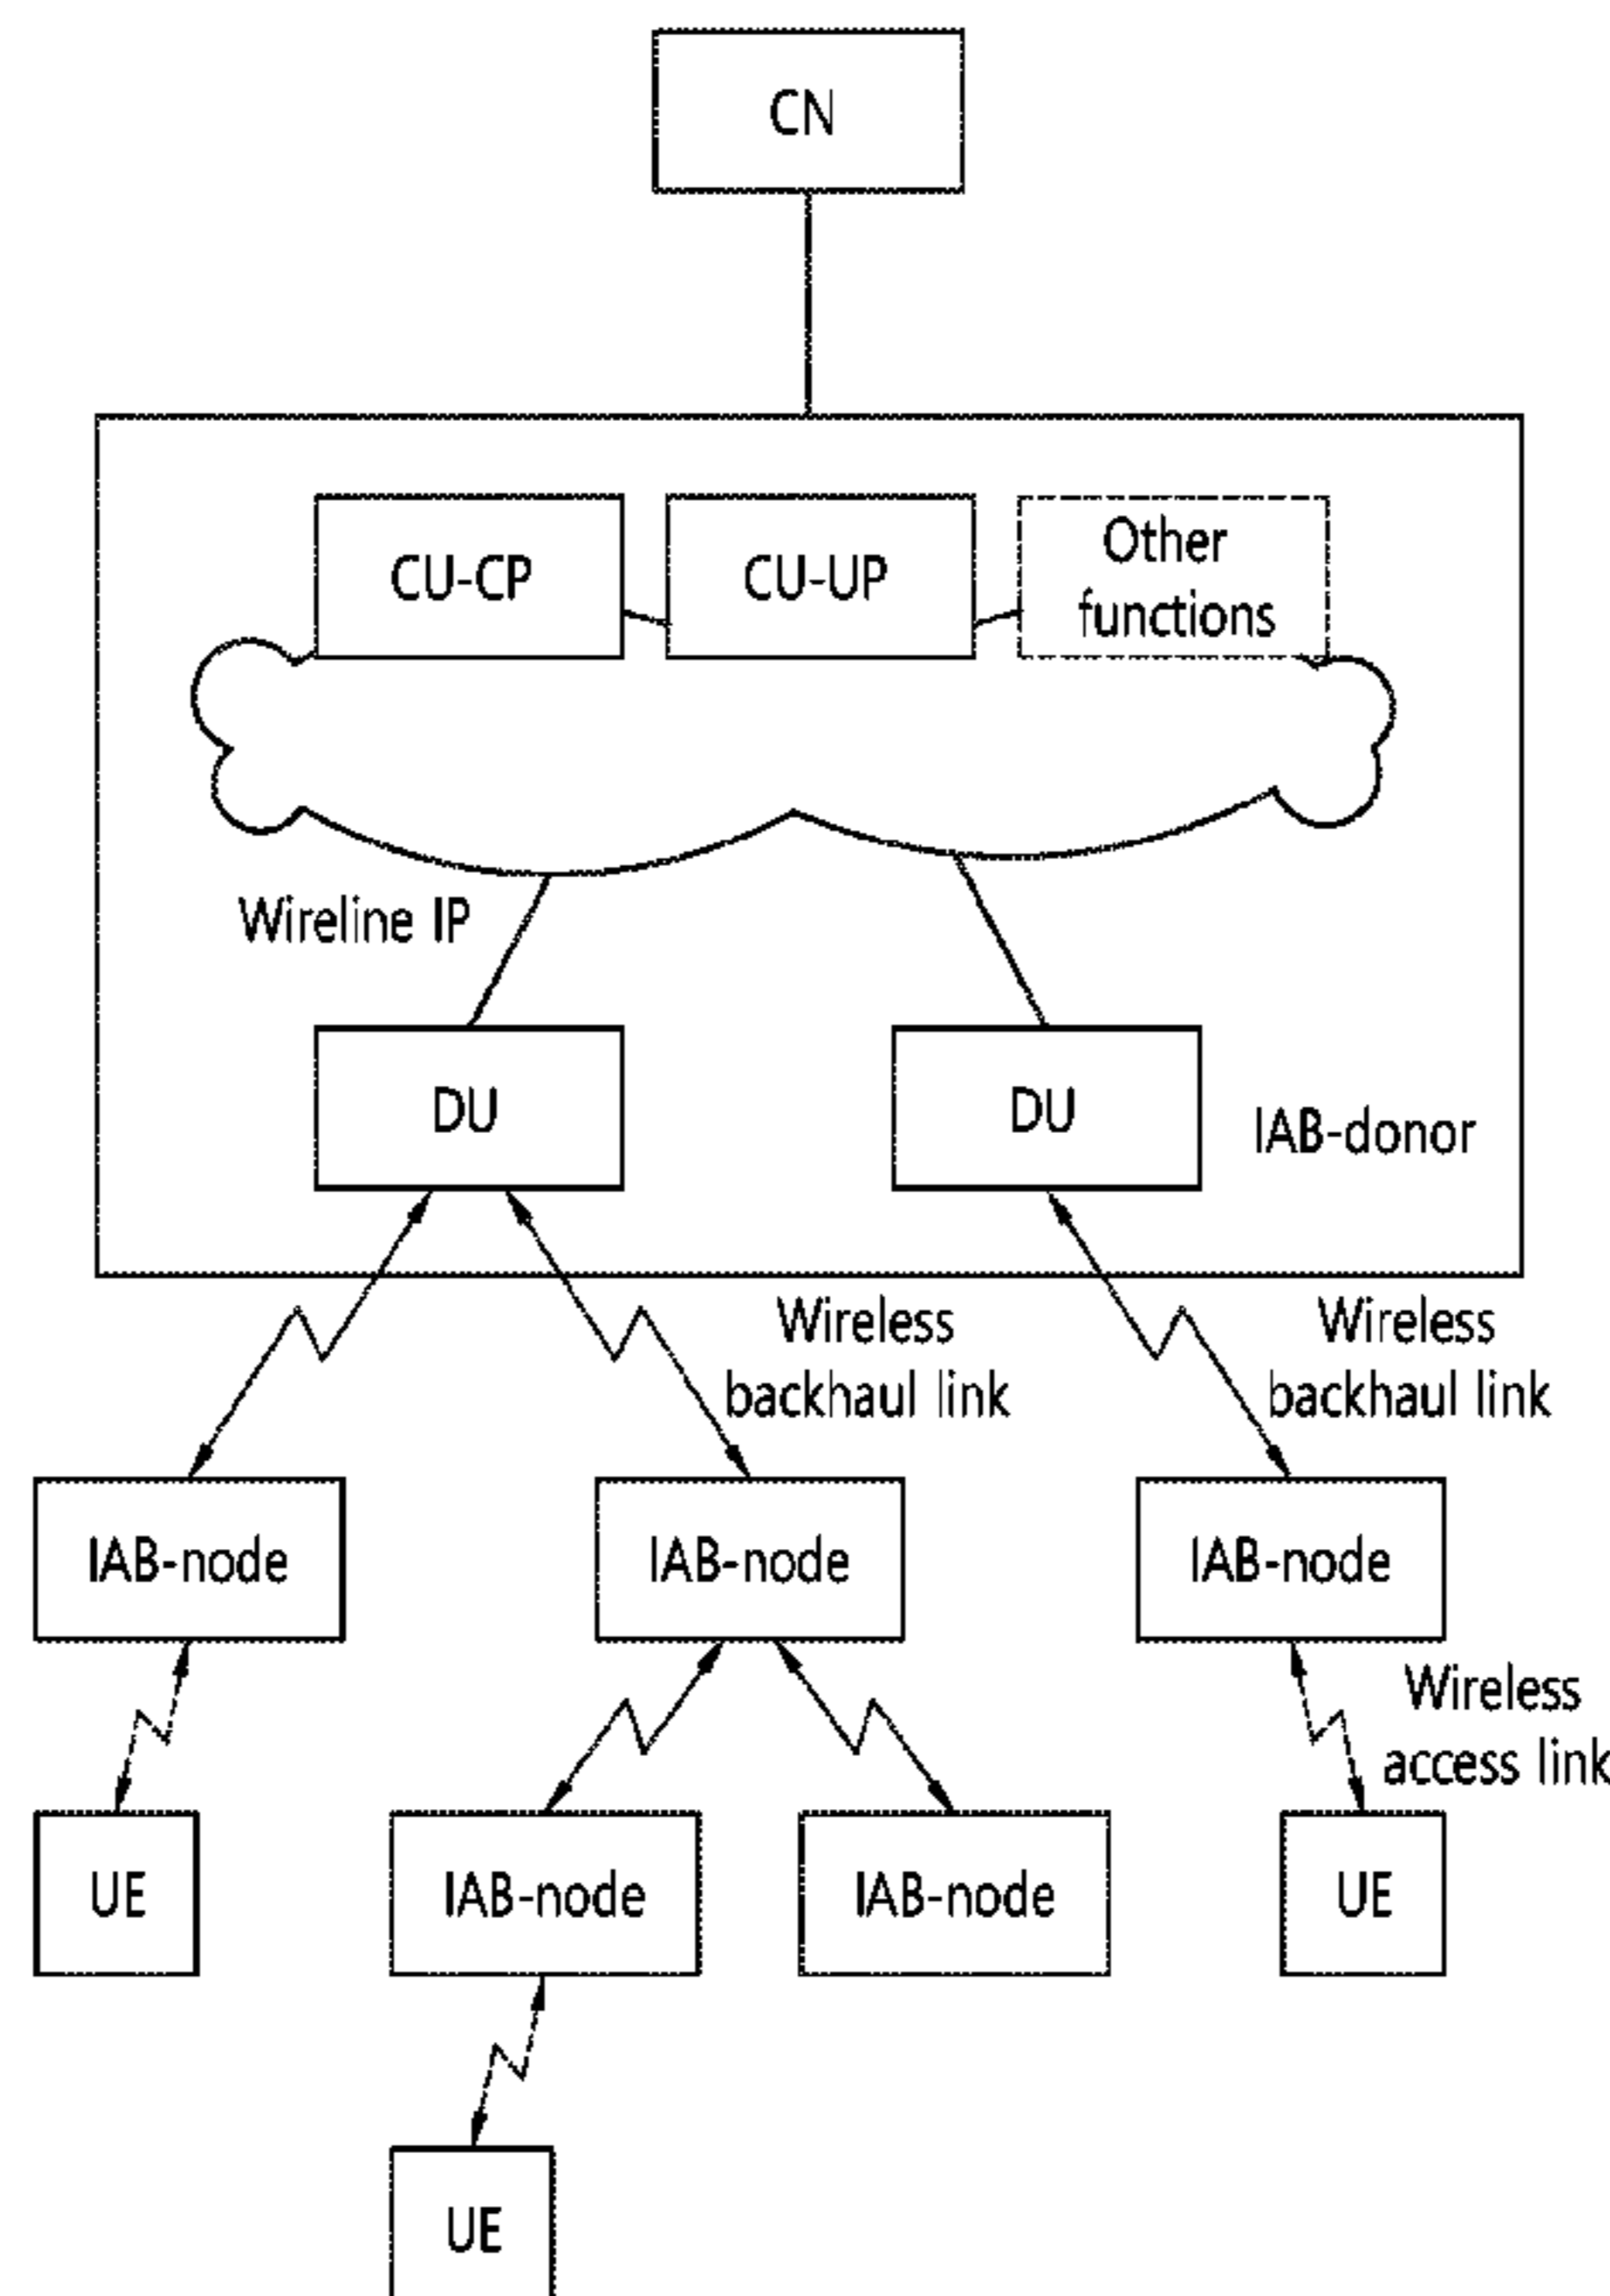 CN
CU-CP
CU-UP
Other
functions
Wireline IP
DU
DU
IAB-donor
Wireless
backhaul link
Wireless
backhaul link
IAB-node
IAB-node
IAB-node
Wireless
access link
UE
IAB-node
IAB-node
UE
UE